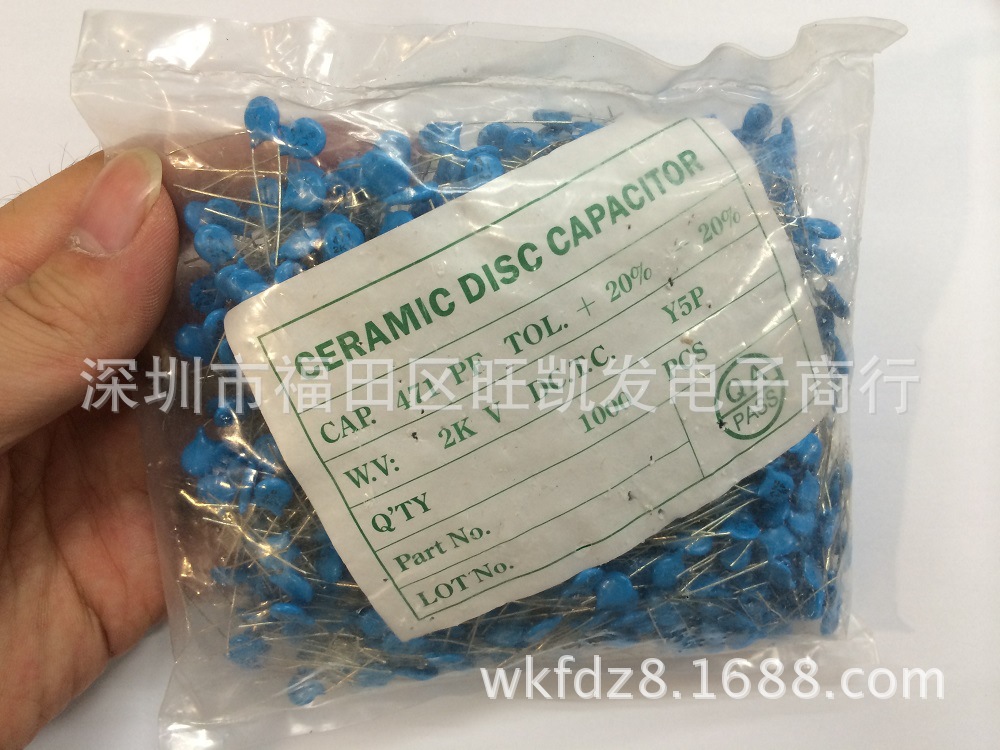 CERAMIC DISC CAPACITOR
CAP. 471 PF TOL. + 20% - 20%
W.V: 2K V DC.T.C. Y5P
Q'TY 1000 PCS
Part No.
LOT No.
Q.A
PASS
深圳市福田区旺凯发电子商行
wkfdz8.1688.com